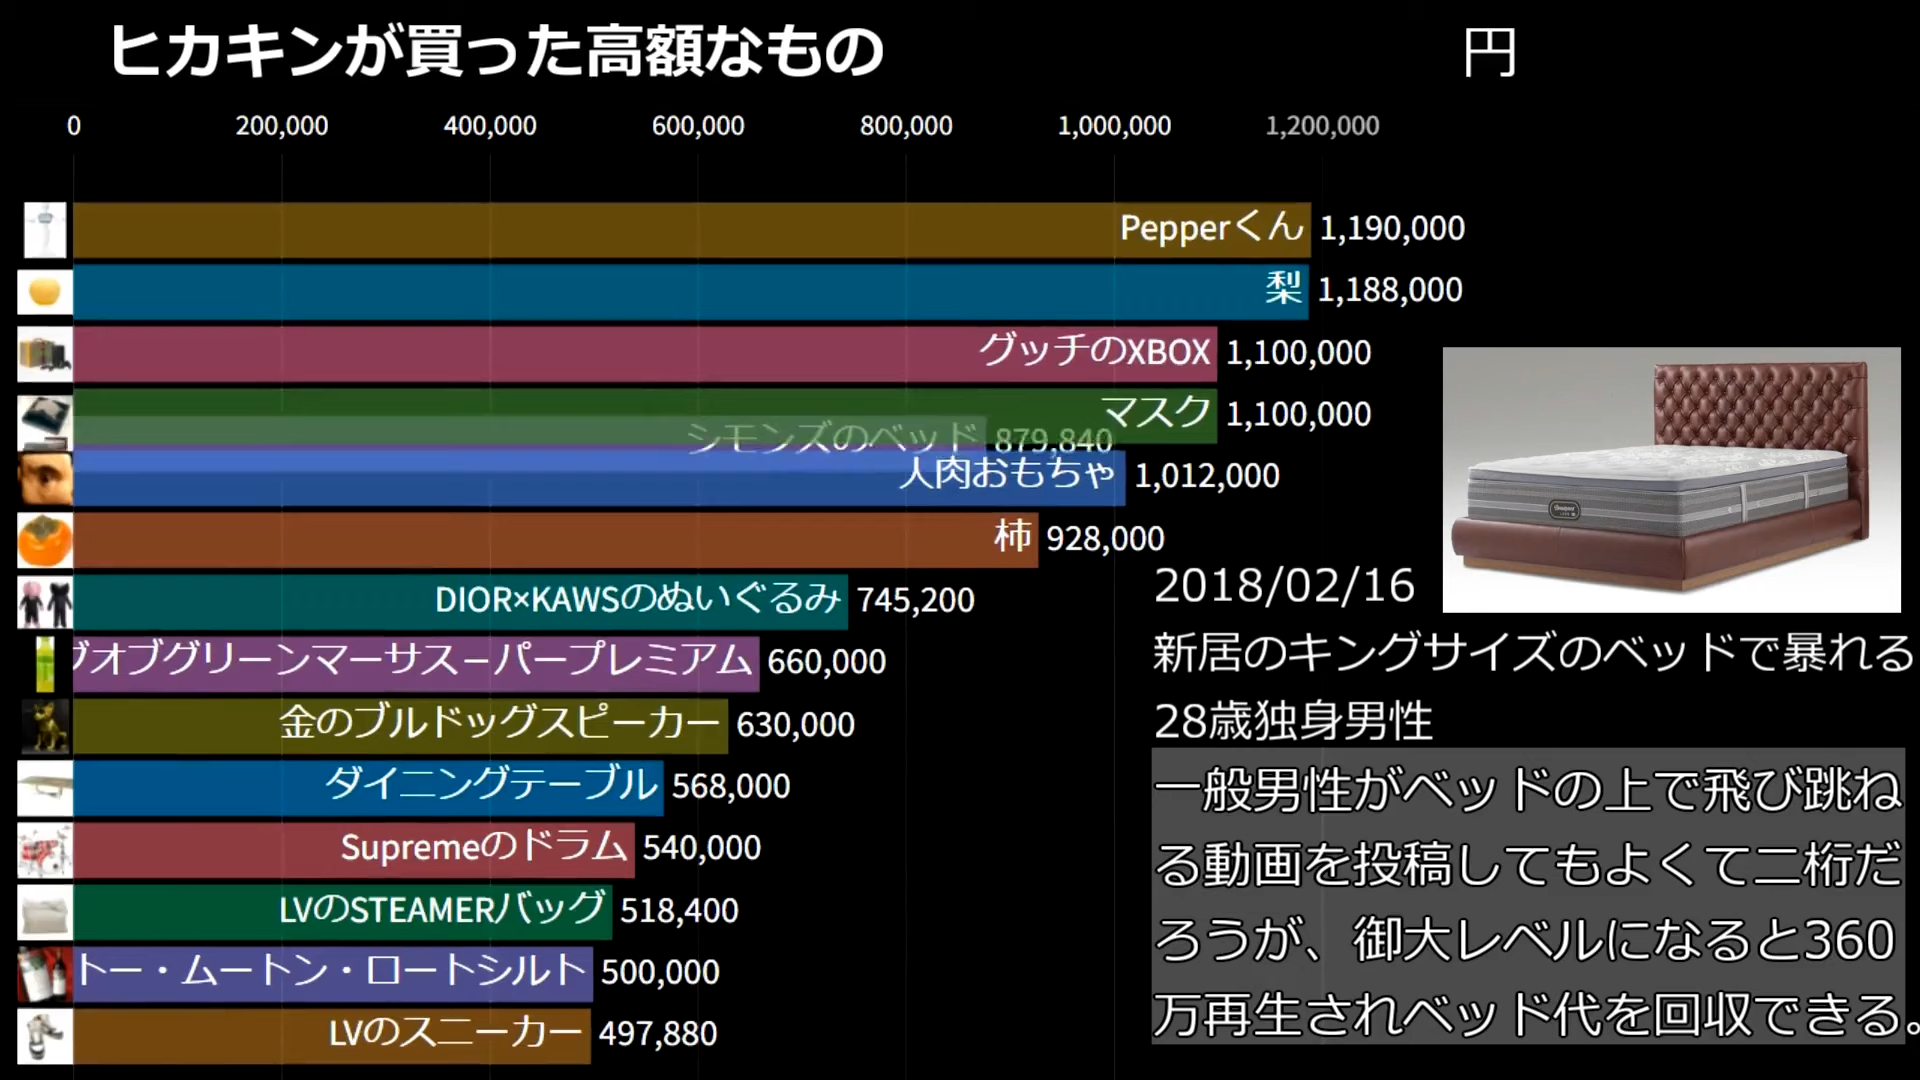 ヒカキンが買った高額なもの
円
0 200,000 400,000 600,000 800,000 1,000,000 1,200,000
Pepperくん 1,190,000
梨 1,188,000
グッチのXBOX 1,100,000
マスク 1,100,000
シモンズのベッド 879,840
人肉おもちゃ 1,012,000
柿 928,000
DIOR×KAWSのぬいぐるみ 745,200
ブオブグリーンマーサス－パープレミアム 660,000
金のブルドッグスピーカー 630,000
ダイニングテーブル 568,000
Supremeのドラム 540,000
LVのSTEAMERバッグ 518,400
トー・ムートン・ロートシルト 500,000
LVのスニーカー 497,880
2018/02/16
新居のキングサイズのベッドで暴れる
28歳独身男性
一般男性がベッドの上で飛び跳ね
る動画を投稿してもよくて二桁だ
ろうが、御大レベルになると360
万再生されベッド代を回収できる。